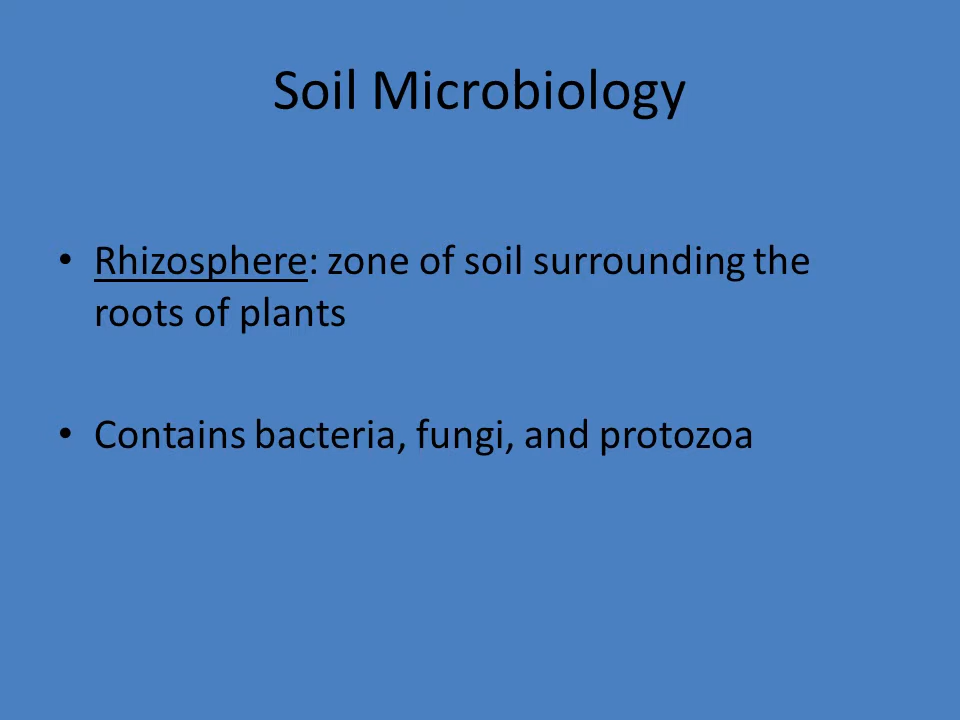 Soil Microbiology
• Rhizosphere: zone of soil surrounding the
roots of plants
• Contains bacteria, fungi, and protozoa